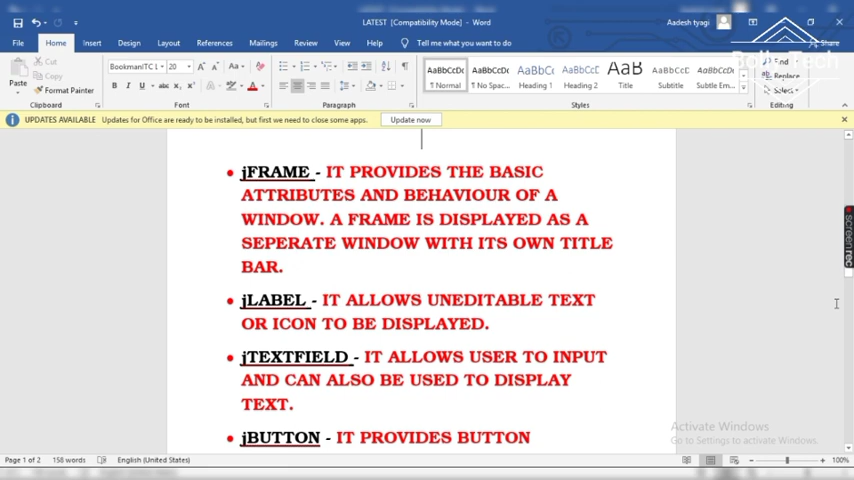 LATEST [Compatibility Mode] - Word
Aadesh tyagi
File Home Insert Design Layout References Mailings Review View Help Tell me what you want to do Share
Bolly Tech
Paste
Cut
Copy
Format Painter
Clipboard
BookmanITC L 20
B I U abc
Font
Paragraph
AaBbCcDc AaBbCcDc AaBbCc AaBbCcD AaB AaBbCcD AaBbCcDc
¶ Normal ¶ No Spac... Heading 1 Heading 2 Title Subtitle Subtle Em...
Styles
Find
Replace
Select
Editing
UPDATES AVAILABLE Updates for Office are ready to be installed, but first we need to close some apps. Update now
• jFRAME - IT PROVIDES THE BASIC
ATTRIBUTES AND BEHAVIOUR OF A
WINDOW. A FRAME IS DISPLAYED AS A
SEPERATE WINDOW WITH ITS OWN TITLE
BAR.
• jLABEL - IT ALLOWS UNEDITABLE TEXT
OR ICON TO BE DISPLAYED.
• jTEXTFIELD - IT ALLOWS USER TO INPUT
AND CAN ALSO BE USED TO DISPLAY
TEXT.
• jBUTTON - IT PROVIDES BUTTON
screenrec
Activate Windows
Go to Settings to activate Windows.
Page 1 of 2 158 words English (United States) 100%